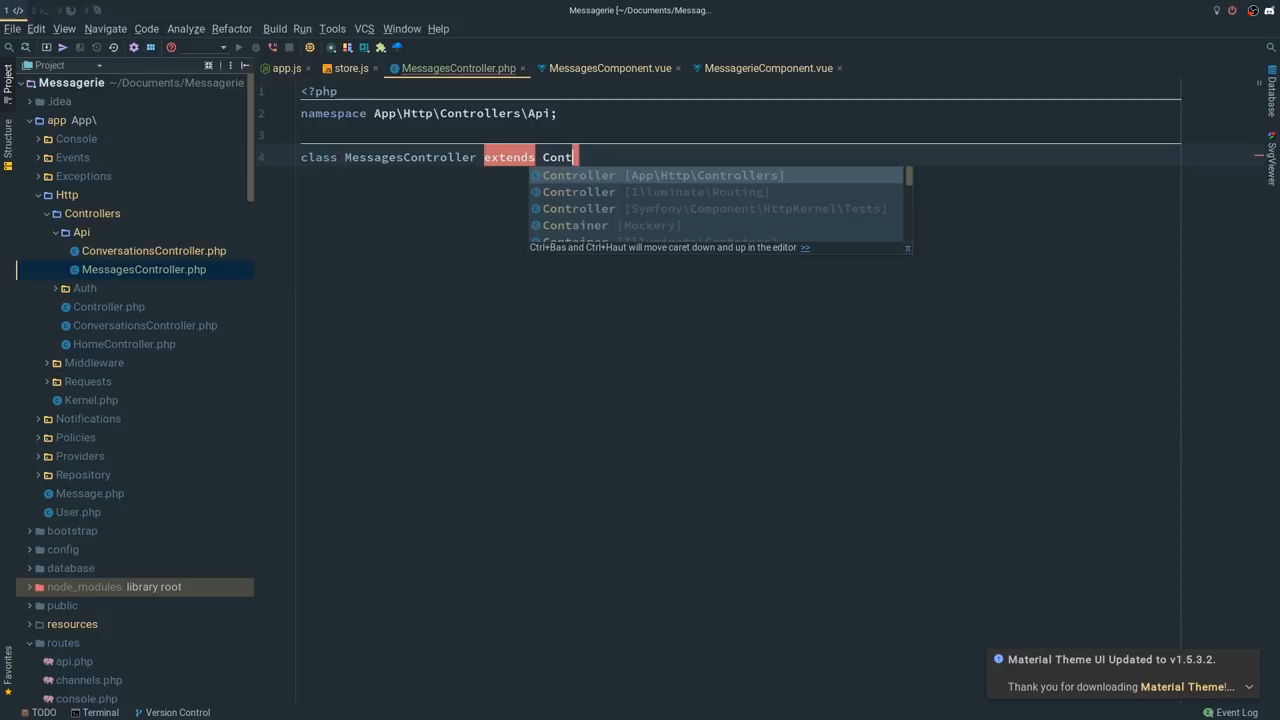 1
2
3
4
Messagerie [~/Documents/Messag...
File Edit View Navigate Code Analyze Refactor Build Run Tools VCS Window Help
Project
app.js × store.js × MessagesController.php × MessagesComponent.vue × MessagerieComponent.vue ×
Messagerie ~/Documents/Messagerie
.idea
app App\
Console
Events
Exceptions
Http
Controllers
Api
ConversationsController.php
MessagesController.php
Auth
Controller.php
ConversationsController.php
HomeController.php
Middleware
Requests
Kernel.php
Notifications
Policies
Providers
Repository
Message.php
User.php
bootstrap
config
database
node_modules library root
public
resources
routes
api.php
channels.php
console.php
Project
Structure
Favorites
1 <?php
2 namespace App\Http\Controllers\Api;
3
4 class MessagesController extends Cont
Controller [App\Http\Controllers]
Controller [Illuminate\Routing]
Controller [Symfony\Component\HttpKernel\Tests]
Container [Mockery]
Ctrl+Bas and Ctrl+Haut will move caret down and up in the editor >>
π
Database
SvgViewer
Material Theme UI Updated to v1.5.3.2.
Thank you for downloading Material Theme!...
TODO Terminal Version Control Event Log